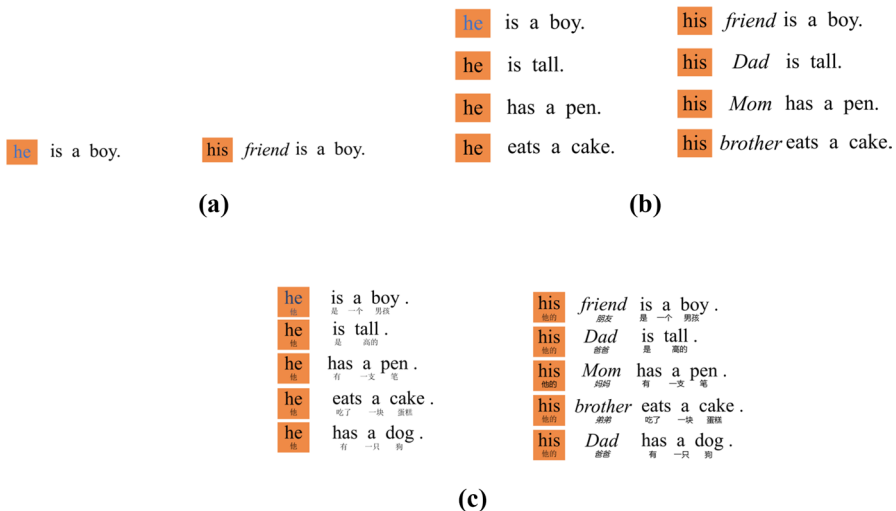 he is a boy.
his friend is a boy.
(a)
he is a boy.
he is tall.
he has a pen.
he eats a cake.
his friend is a boy.
his Dad is tall.
his Mom has a pen.
his brother eats a cake.
(b)
he is a boy .
他 是 一个 男孩
he is tall .
他 是 高的
he has a pen .
他 有 一支 笔
he eats a cake .
他 吃了 一块 蛋糕
he has a dog .
他 有 一只 狗
his friend is a boy .
他的 朋友 是 一个 男孩
his Dad is tall .
他的 爸爸 是 高的
his Mom has a pen .
他的 妈妈 有 一支 笔
his brother eats a cake .
他的 弟弟 吃了 一块 蛋糕
his Dad has a dog .
他的 爸爸 有 一只 狗
(c)